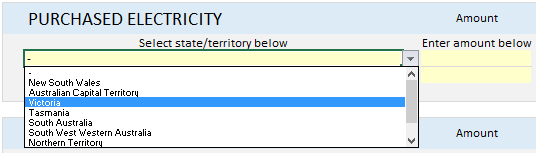 PURCHASED ELECTRICITY Amount
Select state/territory below Enter amount below
-
-
New South Wales
Australian Capital Territory
Victoria
Tasmania
South Australia
South West Western Australia
Northern Territory
Amount